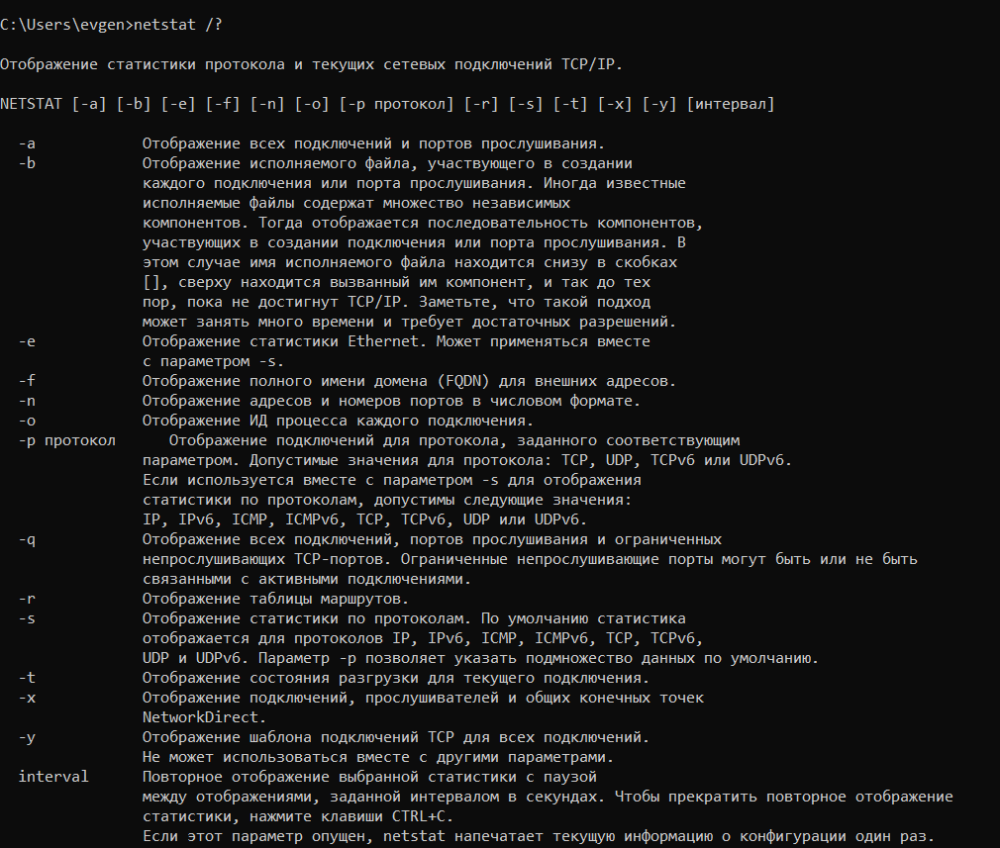 C:\Users\evgen>netstat /?
Отображение статистики протокола и текущих сетевых подключений TCP/IP.
NETSTAT [-a] [-b] [-e] [-f] [-n] [-o] [-p протокол] [-r] [-s] [-t] [-x] [-y] [интервал]
-a Отображение всех подключений и портов прослушивания.
-b Отображение исполняемого файла, участвующего в создании
каждого подключения или порта прослушивания. Иногда известные
исполняемые файлы содержат множество независимых
компонентов. Тогда отображается последовательность компонентов,
участвующих в создании подключения или порта прослушивания. В
этом случае имя исполняемого файла находится снизу в скобках
[], сверху находится вызванный им компонент, и так до тех
пор, пока не достигнут TCP/IP. Заметьте, что такой подход
может занять много времени и требует достаточных разрешений.
-e Отображение статистики Ethernet. Может применяться вместе
с параметром -s.
-f Отображение полного имени домена (FQDN) для внешних адресов.
-n Отображение адресов и номеров портов в числовом формате.
-o Отображение ИД процесса каждого подключения.
-p протокол Отображение подключений для протокола, заданного соответствующим
параметром. Допустимые значения для протокола: TCP, UDP, TCPv6 или UDPv6.
Если используется вместе с параметром -s для отображения
статистики по протоколам, допустимы следующие значения:
IP, IPv6, ICMP, ICMPv6, TCP, TCPv6, UDP или UDPv6.
-q Отображение всех подключений, портов прослушивания и ограниченных
непрослушивающих TCP-портов. Ограниченные непрослушивающие порты могут быть или не быть
связанными с активными подключениями.
-r Отображение таблицы маршрутов.
-s Отображение статистики по протоколам. По умолчанию статистика
отображается для протоколов IP, IPv6, ICMP, ICMPv6, TCP, TCPv6,
UDP и UDPv6. Параметр -p позволяет указать подмножество данных по умолчанию.
-t Отображение состояния разгрузки для текущего подключения.
-x Отображение подключений, прослушивателей и общих конечных точек
NetworkDirect.
-y Отображение шаблона подключений TCP для всех подключений.
Не может использоваться вместе с другими параметрами.
interval Повторное отображение выбранной статистики с паузой
между отображениями, заданной интервалом в секундах. Чтобы прекратить повторное отображение
статистики, нажмите клавиши CTRL+C.
Если этот параметр опущен, netstat напечатает текущую информацию о конфигурации один раз.